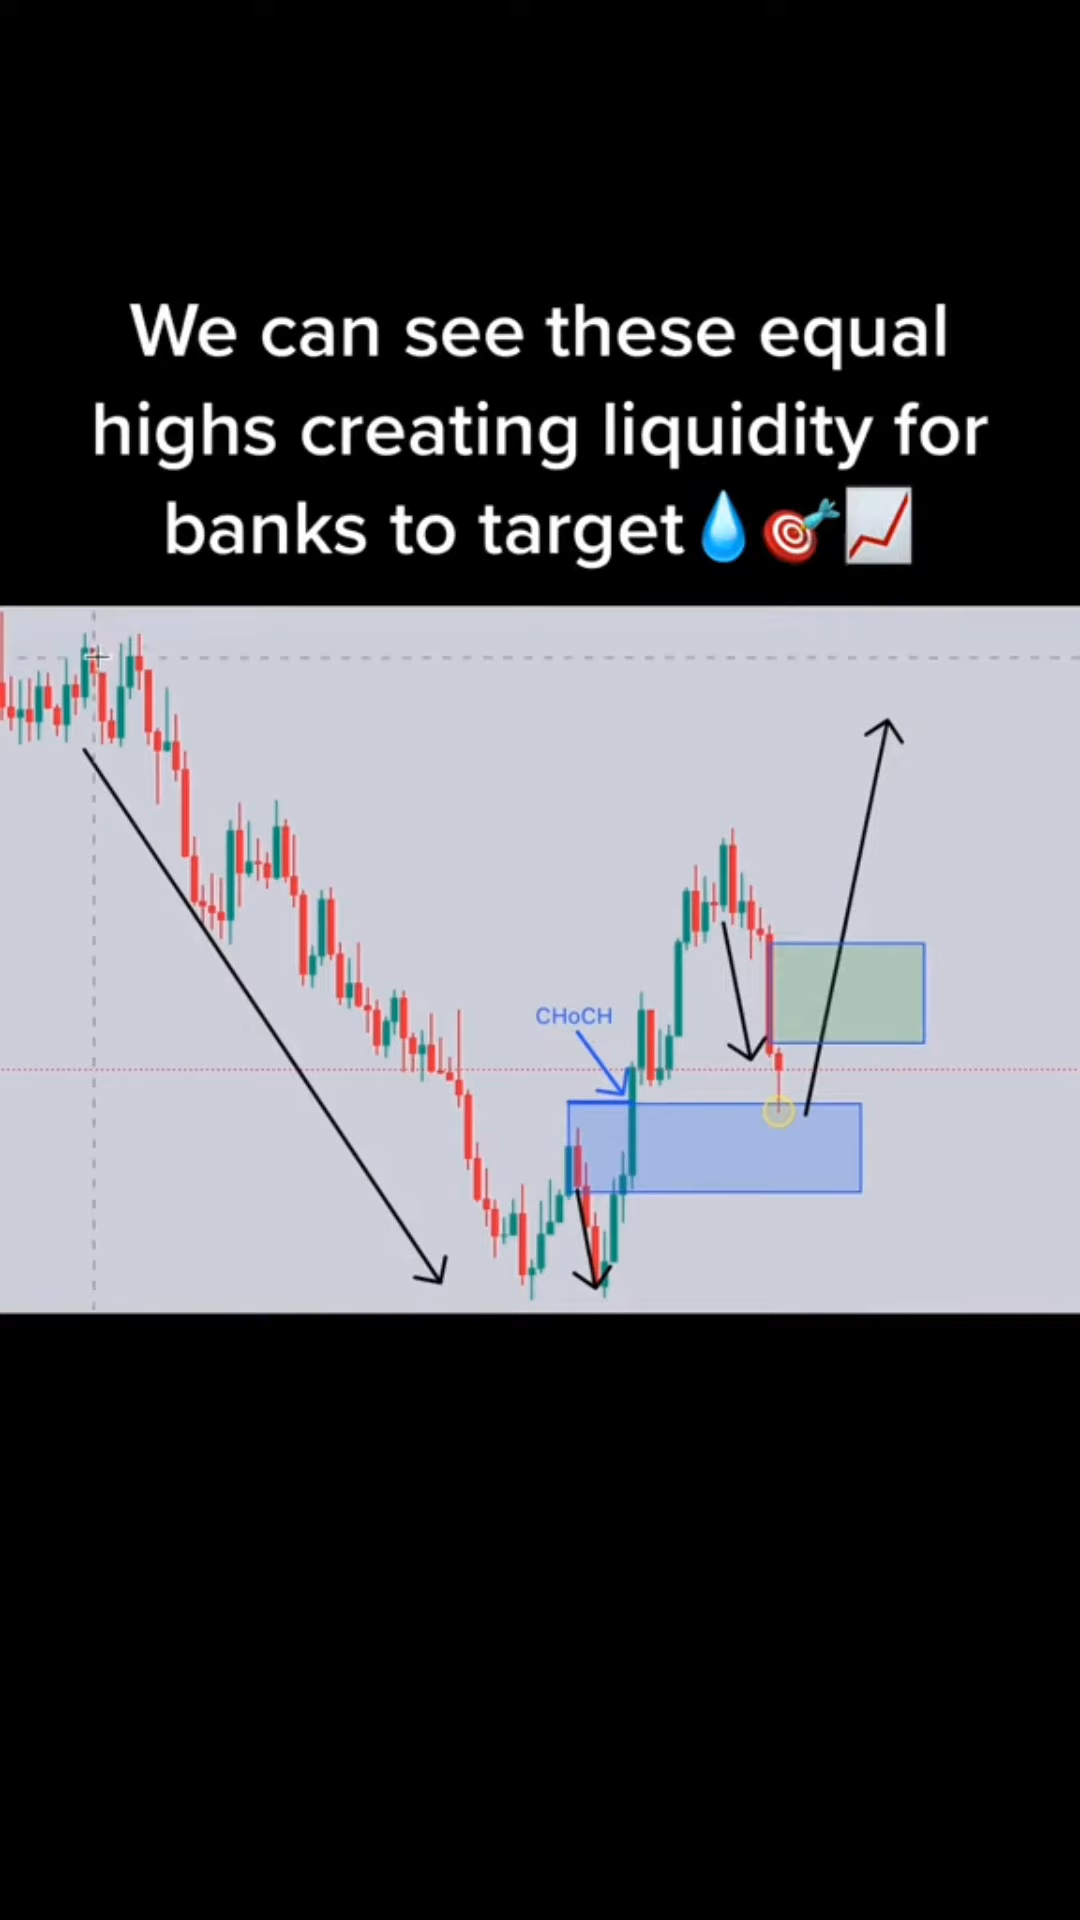 We can see these equal
highs creating liquidity for
banks to target💧🎯📈
CHoCH